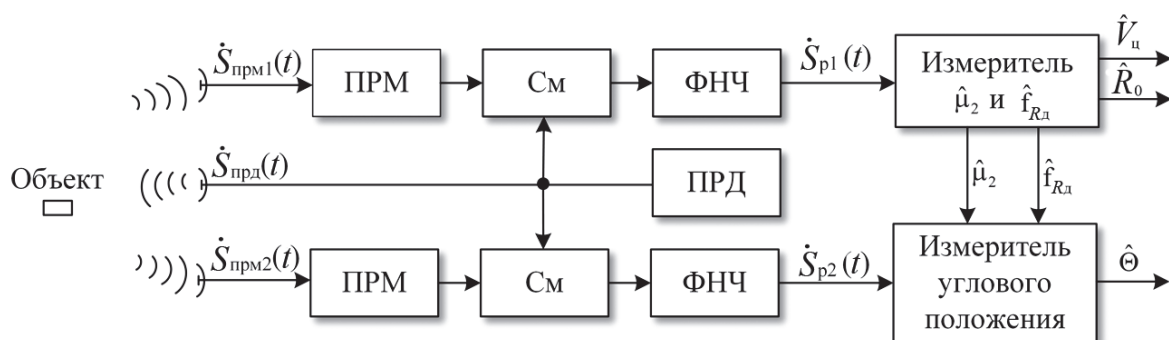 Ṡпрм1(t)
ПРМ
См
ФНЧ
Ṡр1(t)
Измеритель
μ̂₂ и f̂Rд
V̂ц
R̂₀
Объект
Ṡпрд(t)
ПРД
μ̂₂
f̂Rд
Ṡпрм2(t)
ПРМ
См
ФНЧ
Ṡр2(t)
Измеритель
углового
положения
Θ̂